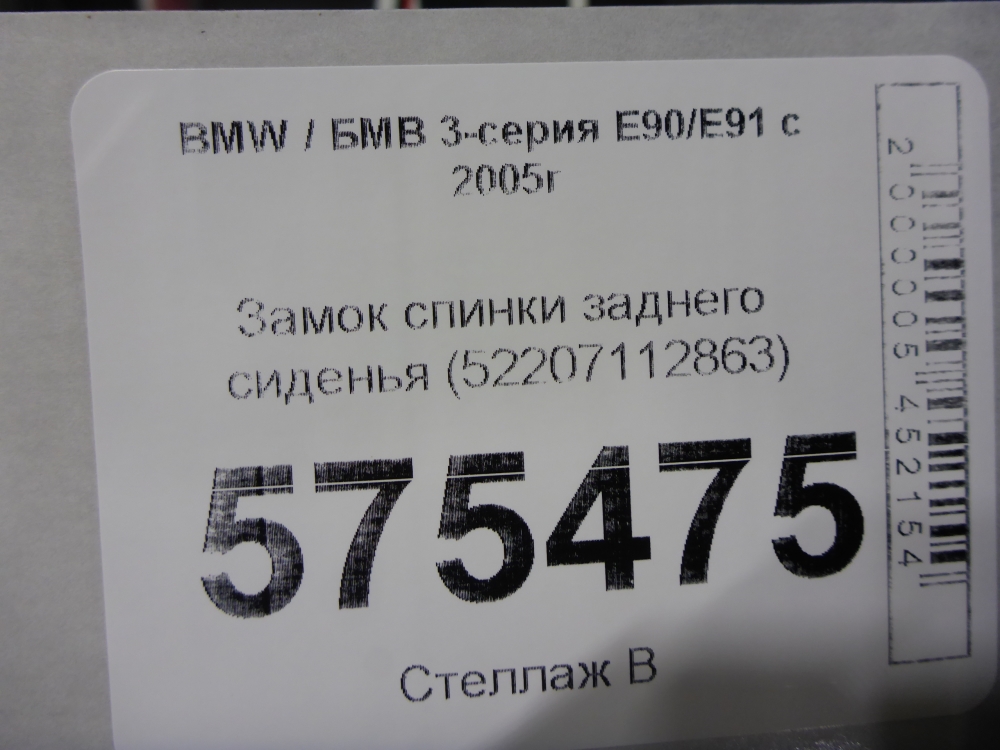 BMW / БМВ 3-серия E90/E91 с
2005г
Замок спинки заднего
сиденья (52207112863)
575475
Стеллаж В
2000005452154